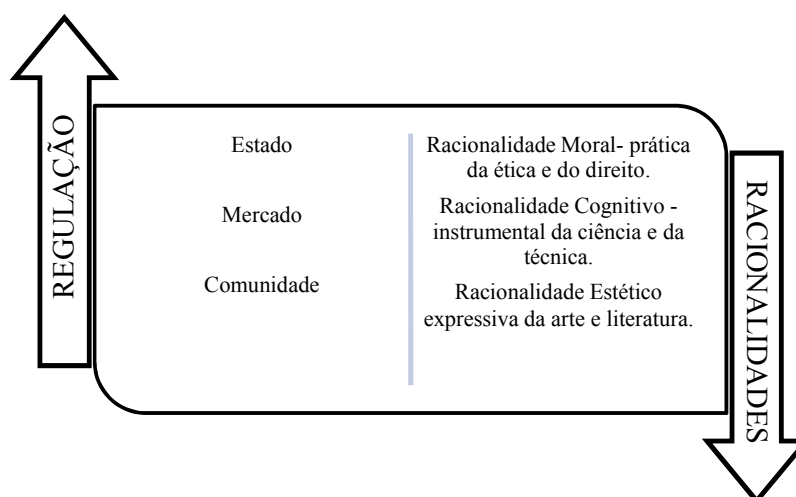 REGULAÇÃO
Estado
Mercado
Comunidade
Racionalidade Moral- prática
da ética e do direito.
Racionalidade Cognitivo -
instrumental da ciência e da
técnica.
Racionalidade Estético
expressiva da arte e literatura.
RACIONALIDADES